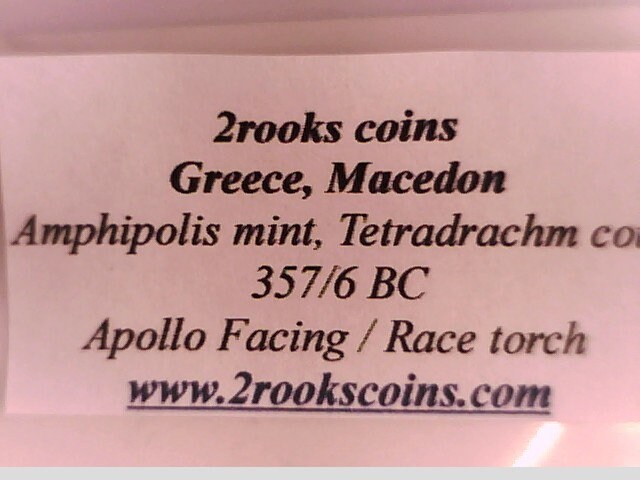 2rooks coins
Greece, Macedon
Amphipolis mint, Tetradrachm
357/6 BC
Apollo Facing / Race torch
www.2rookscoins.com